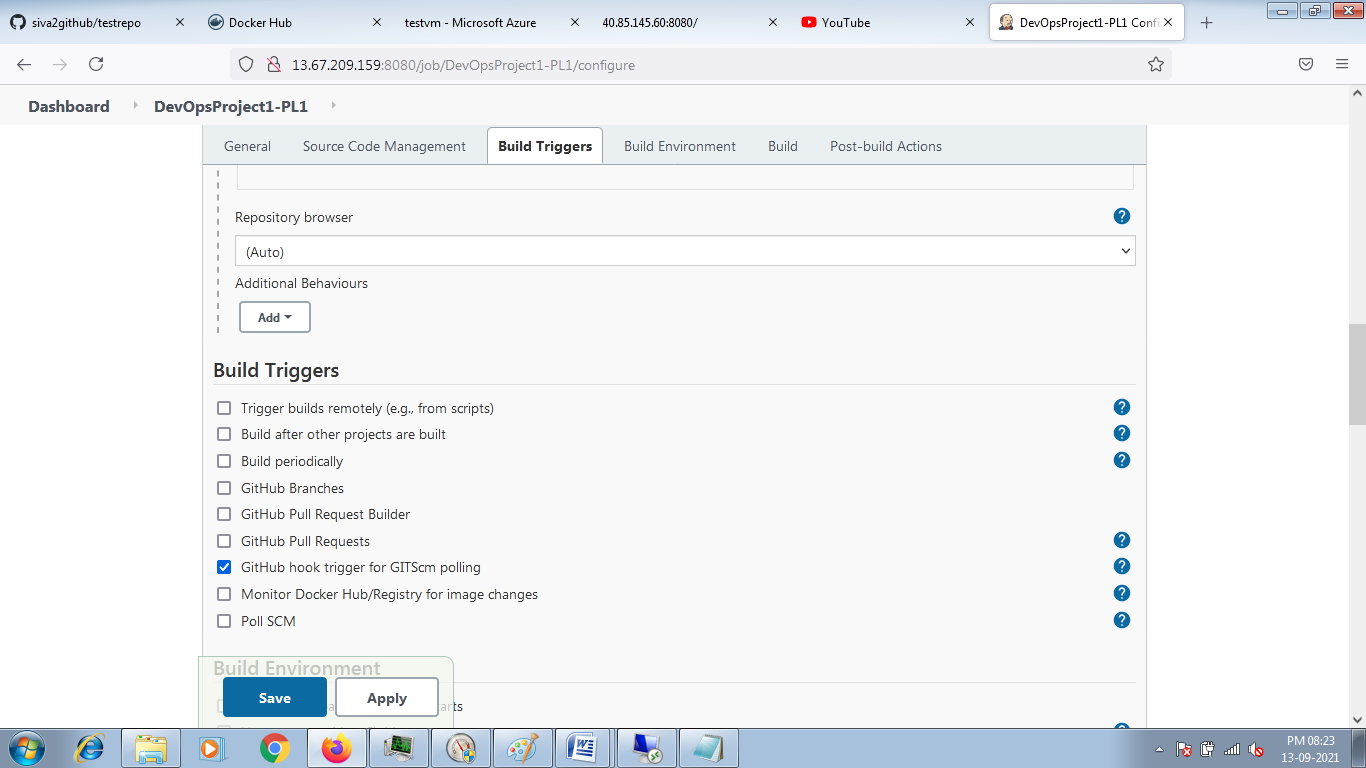 siva2github/testrepo
Docker Hub
testvm - Microsoft Azure
40.85.145.60:8080/
YouTube
DevOpsProject1-PL1 Confi
13.67.209.159:8080/job/DevOpsProject1-PL1/configure
Dashboard
DevOpsProject1-PL1
General
Source Code Management
Build Triggers
Build Environment
Build
Post-build Actions
Repository browser
(Auto)
Additional Behaviours
Add
Build Triggers
Trigger builds remotely (e.g., from scripts)
Build after other projects are built
Build periodically
GitHub Branches
GitHub Pull Request Builder
GitHub Pull Requests
GitHub hook trigger for GITScm polling
Monitor Docker Hub/Registry for image changes
Poll SCM
Build Environment
Save
Apply
PM 08:23
13-09-2021